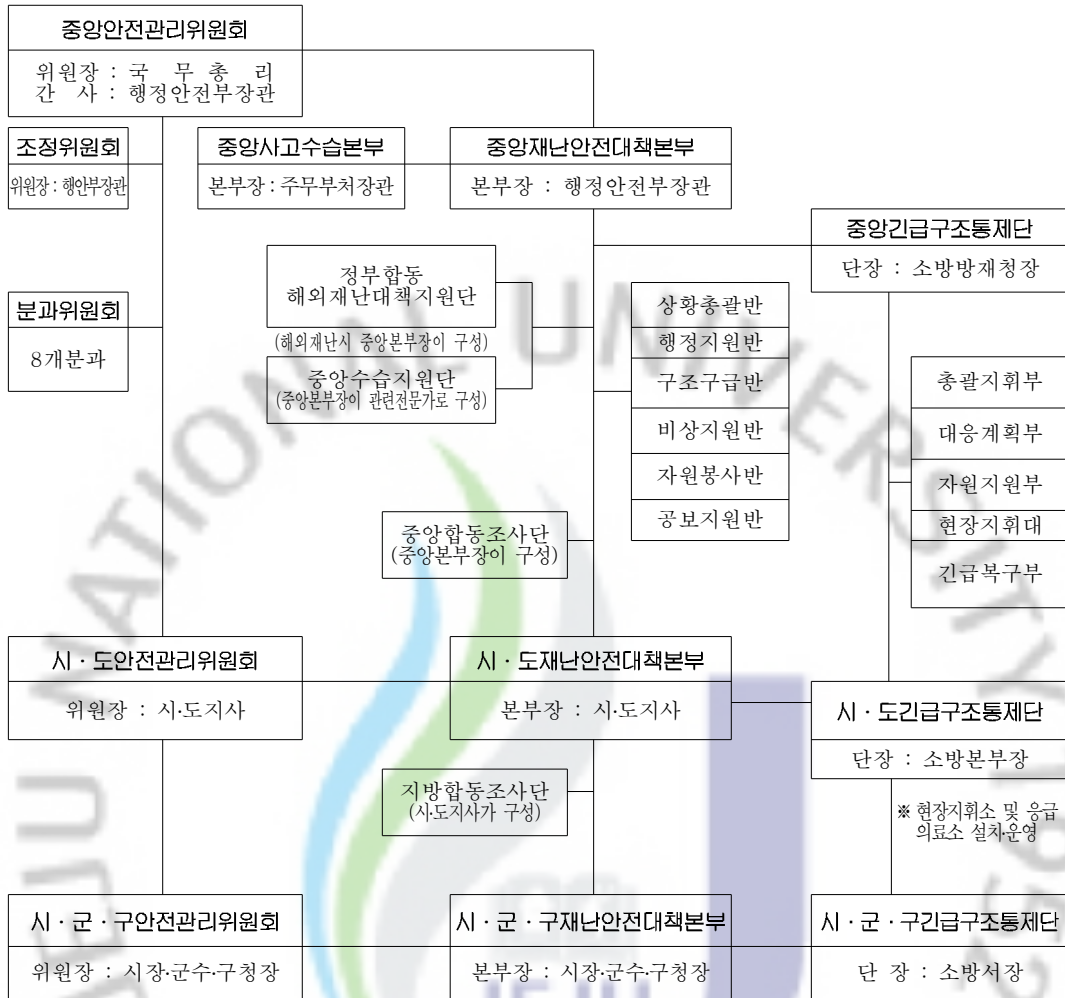 중앙안전관리위원회
위원장 : 국 무 총 리
간 사 : 행정안전부장관
조정위원회
위원장 : 행안부장관
중앙사고수습본부
본부장 : 주무부처장관
중앙재난안전대책본부
본부장 : 행정안전부장관
중앙긴급구조통제단
단장 : 소방방재청장
정부합동
해외재난대책지원단
(해외재난시 중앙본부장이 구성)
중앙수습지원단
(중앙본부장이 관련전문가로 구성)
분과위원회
8개분과
상황총괄반
행정지원반
구조구급반
비상지원반
자원봉사반
공보지원반
총괄지휘부
대응계획부
자원지원부
현장지휘대
긴급복구부
중앙합동조사단
(중앙본부장이 구성)
시·도안전관리위원회
위원장 : 시·도지사
시·도재난안전대책본부
본부장 : 시·도지사
시·도긴급구조통제단
단장 : 소방본부장
지방합동조사단
(시·도지사가 구성)
※ 현장지휘소 및 응급
의료소 설치·운영
시·군·구안전관리위원회
위원장 : 시장·군수·구청장
시·군·구재난안전대책본부
본부장 : 시장·군수·구청장
시·군·구긴급구조통제단
단 장 : 소방서장
JEJU NATIONAL UNIVERSITY 1952
JEJU